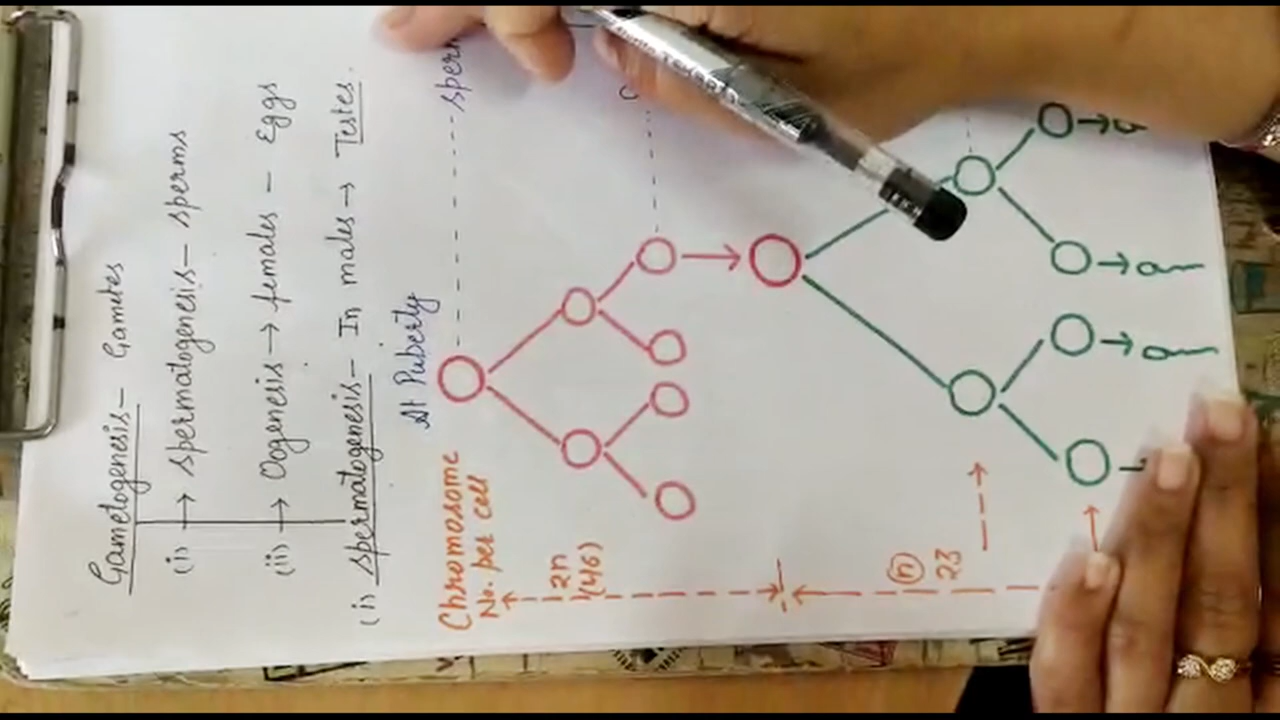 Gametogenesis- Gametes
(i) → spermatogenesis- sperms
(ii) → Oogenesis → females - Eggs
(i) spermatogenesis- In males → Testes.
At Puberty
Chromosome
No. per cell
2n
(46)
n
23